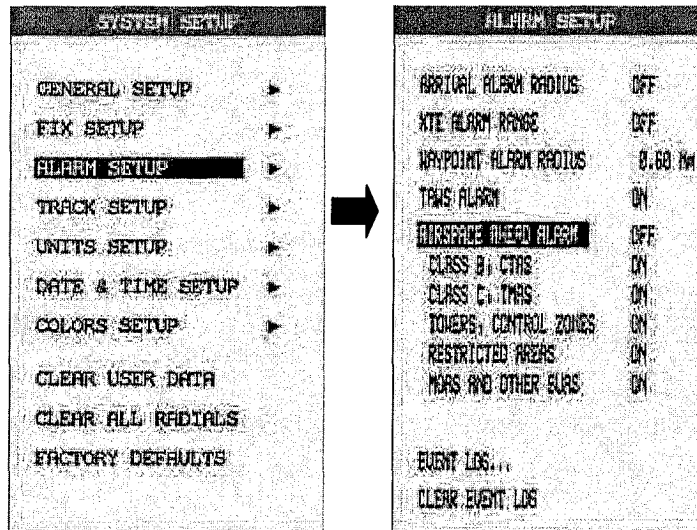 SYSTEM SETUP
GENERAL SETUP
FIX SETUP
ALARM SETUP
TRACK SETUP
UNITS SETUP
DATE & TIME SETUP
COLORS SETUP
CLEAR USER DATA
CLEAR ALL RADIALS
FACTORY DEFAULTS
ALARM SETUP
ARRIVAL ALARM RADIUS OFF
XTE ALARM RANGE OFF
WAYPOINT ALARM RADIUS 0.60 Nm
TAWS ALARM ON
AIRSPACE AHEAD ALARM OFF
CLASS B, CTAS ON
CLASS C, TMAS ON
TOWERS, CONTROL ZONES ON
RESTRICTED AREAS ON
MOAS AND OTHER SUAS ON
EVENT LOG...
CLEAR EVENT LOG